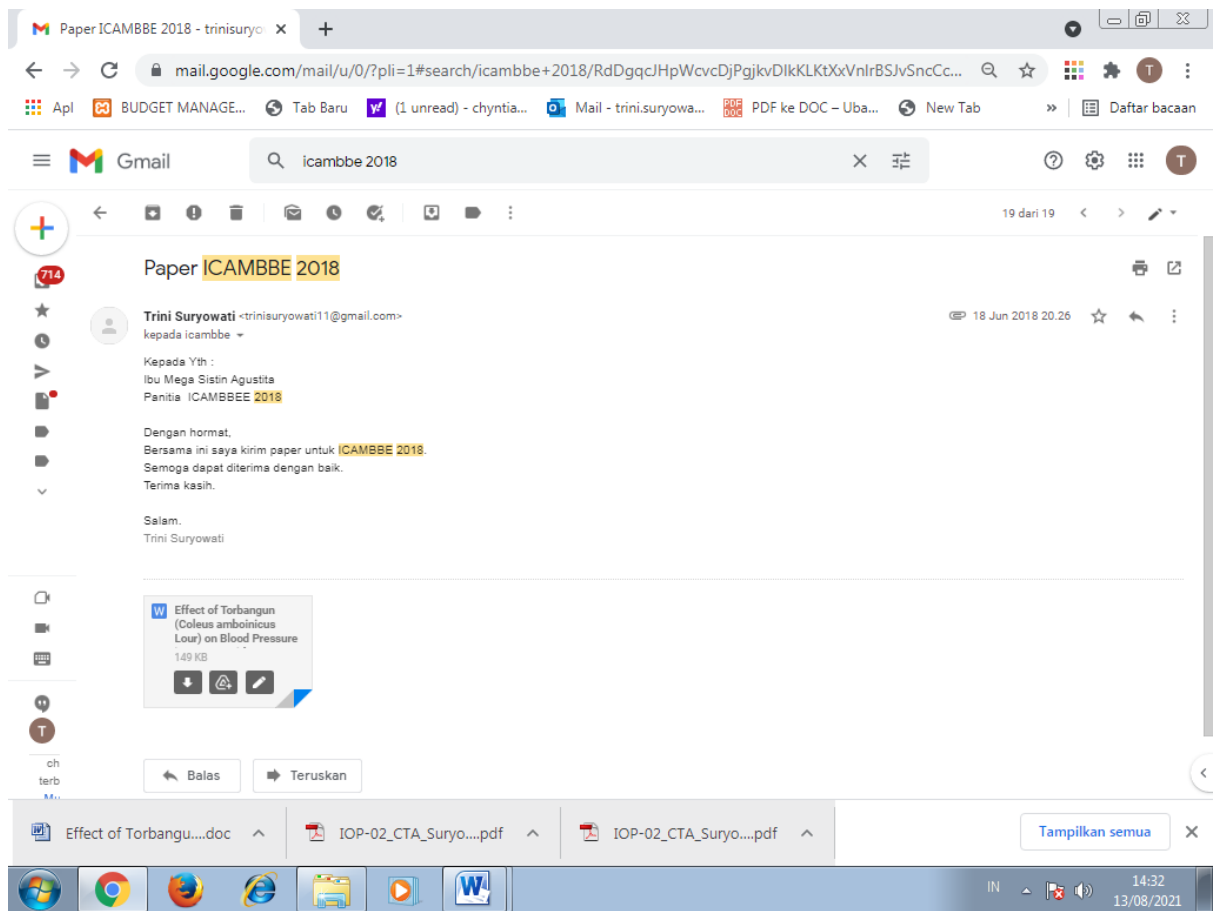 Paper ICAMBBE 2018 - trinisuryo
mail.google.com/mail/u/0/?pli=1#search/icambbe+2018/RdDgqcJHpWcvcDjPgjkvDlkKLKtXxVnlrBSJvSncCc...
T
Apl BUDGET MANAGE... Tab Baru (1 unread) - chyntia... Mail - trini.suryowa... PDF ke DOC – Uba... New Tab » Daftar bacaan
Gmail icambbe 2018 T
19 dari 19
714
Paper ICAMBBE 2018
Trini Suryowati <trinisuryowati11@gmail.com> 18 Jun 2018 20.26
kepada icambbe
Kepada Yth :
Ibu Mega Sistin Agustita
Panitia ICAMBBEE 2018
Dengan hormat,
Bersama ini saya kirim paper untuk ICAMBBE 2018.
Semoga dapat diterima dengan baik.
Terima kasih.
Salam.
Trini Suryowati
W Effect of Torbangun
(Coleus amboinicus
Lour) on Blood Pressure
149 KB
T
ch
terb
Balas Teruskan
Effect of Torbangu....doc IOP-02_CTA_Suryo....pdf IOP-02_CTA_Suryo....pdf Tampilkan semua
IN 14:32
13/08/2021